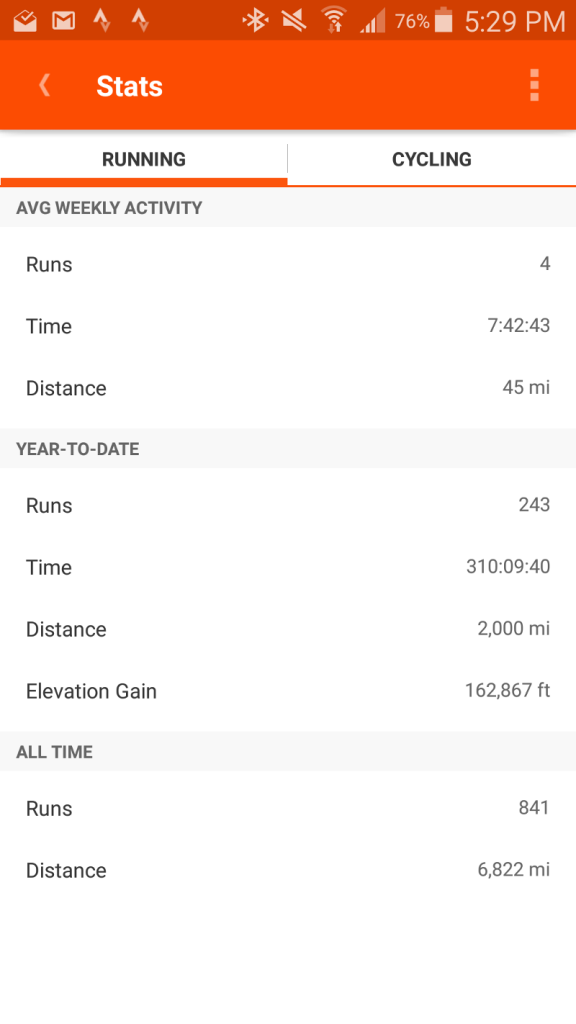 76% 5:29 PM
Stats
RUNNING CYCLING
AVG WEEKLY ACTIVITY
Runs 4
Time 7:42:43
Distance 45 mi
YEAR-TO-DATE
Runs 243
Time 310:09:40
Distance 2,000 mi
Elevation Gain 162,867 ft
ALL TIME
Runs 841
Distance 6,822 mi